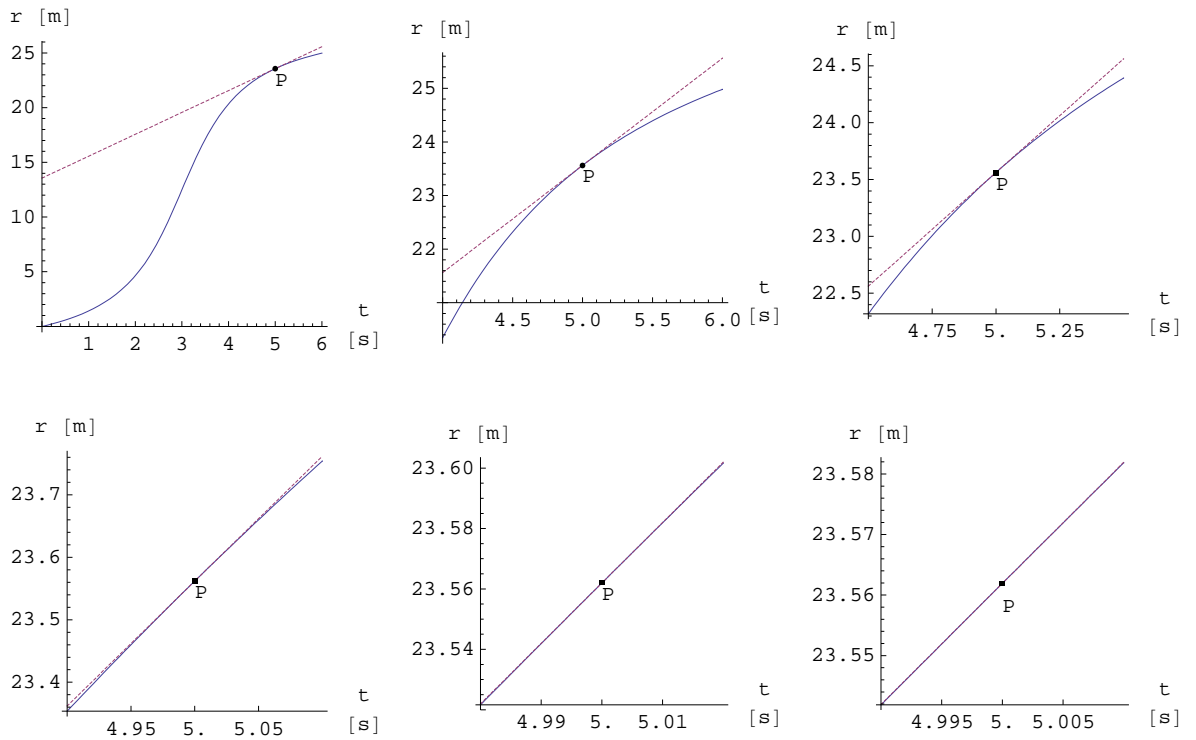 r [m]
25
20
15
10
5
P
t
[s]
1 2 3 4 5 6
r [m]
25
24
23
22
P
t
[s]
4.5 5.0 5.5 6.0
r [m]
24.5
24.0
23.5
23.0
22.5
P
t
[s]
4.75 5. 5.25
r [m]
23.7
23.6
23.5
23.4
P
t
[s]
4.95 5. 5.05
r [m]
23.60
23.58
23.56
23.54
P
t
[s]
4.99 5. 5.01
r [m]
23.58
23.57
23.56
23.55
P
t
[s]
4.995 5. 5.005